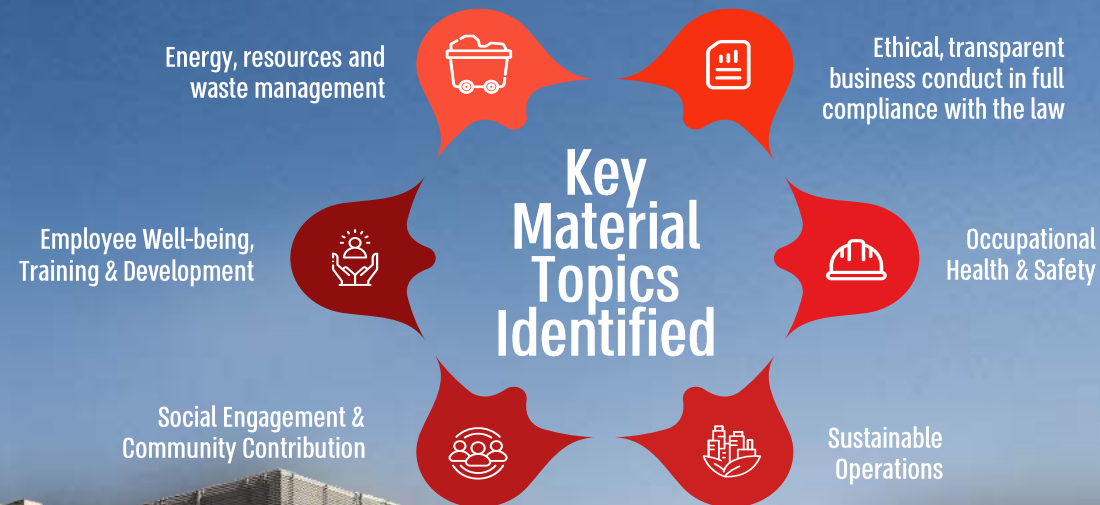 Energy, resources and
waste management
Ethical, transparent
business conduct in full
compliance with the law
Key
Material
Topics
Identified
Employee Well-being,
Training & Development
Occupational
Health & Safety
Social Engagement &
Community Contribution
Sustainable
Operations